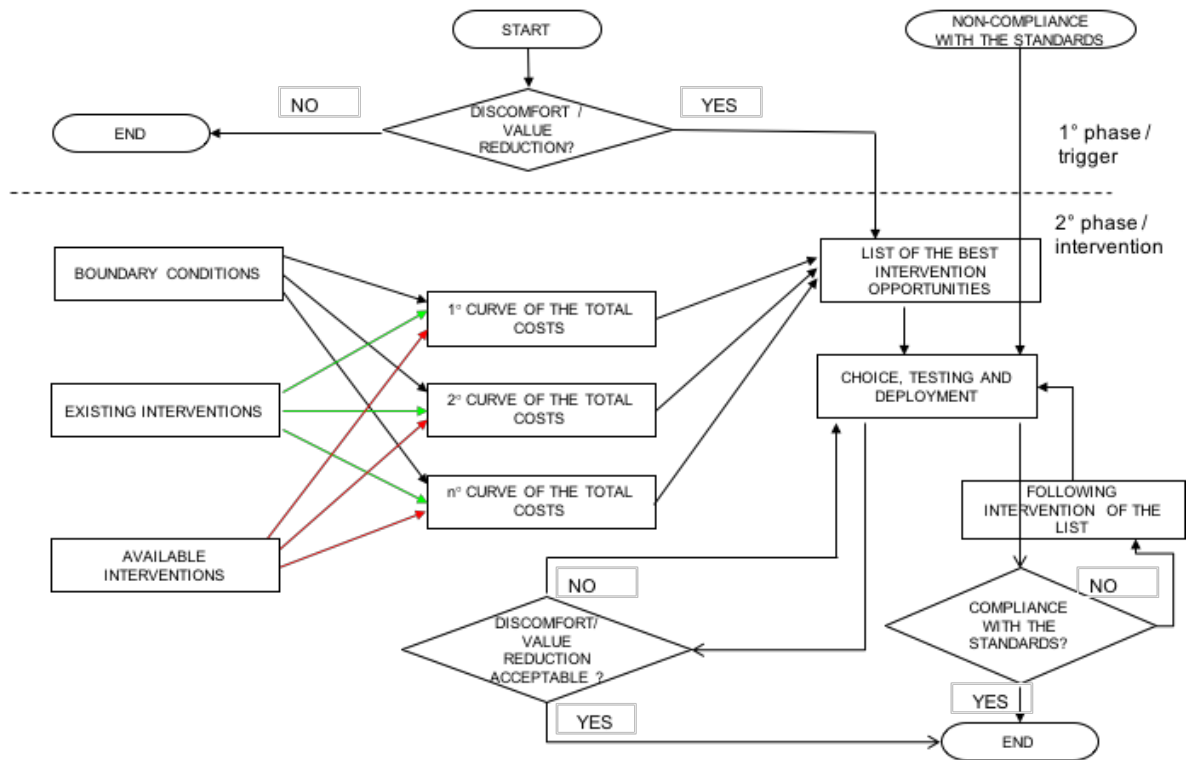 START
NON-COMPLIANCE
WITH THE STANDARDS
NO
YES
DISCOMFORT /
VALUE
REDUCTION?
END
1° phase /
trigger
2° phase /
intervention
BOUNDARY CONDITIONS
LIST OF THE BEST
INTERVENTION
OPPORTUNITIES
1° CURVE OF THE TOTAL
COSTS
CHOICE, TESTING AND
DEPLOYMENT
EXISTING INTERVENTIONS
2° CURVE OF THE TOTAL
COSTS
n° CURVE OF THE TOTAL
COSTS
FOLLOWING
INTERVENTION OF THE
LIST
AVAILABLE
INTERVENTIONS
NO
NO
DISCOMFORT/
VALUE
REDUCTION
ACCEPTABLE ?
COMPLIANCE
WITH THE
STANDARDS?
YES
YES
END